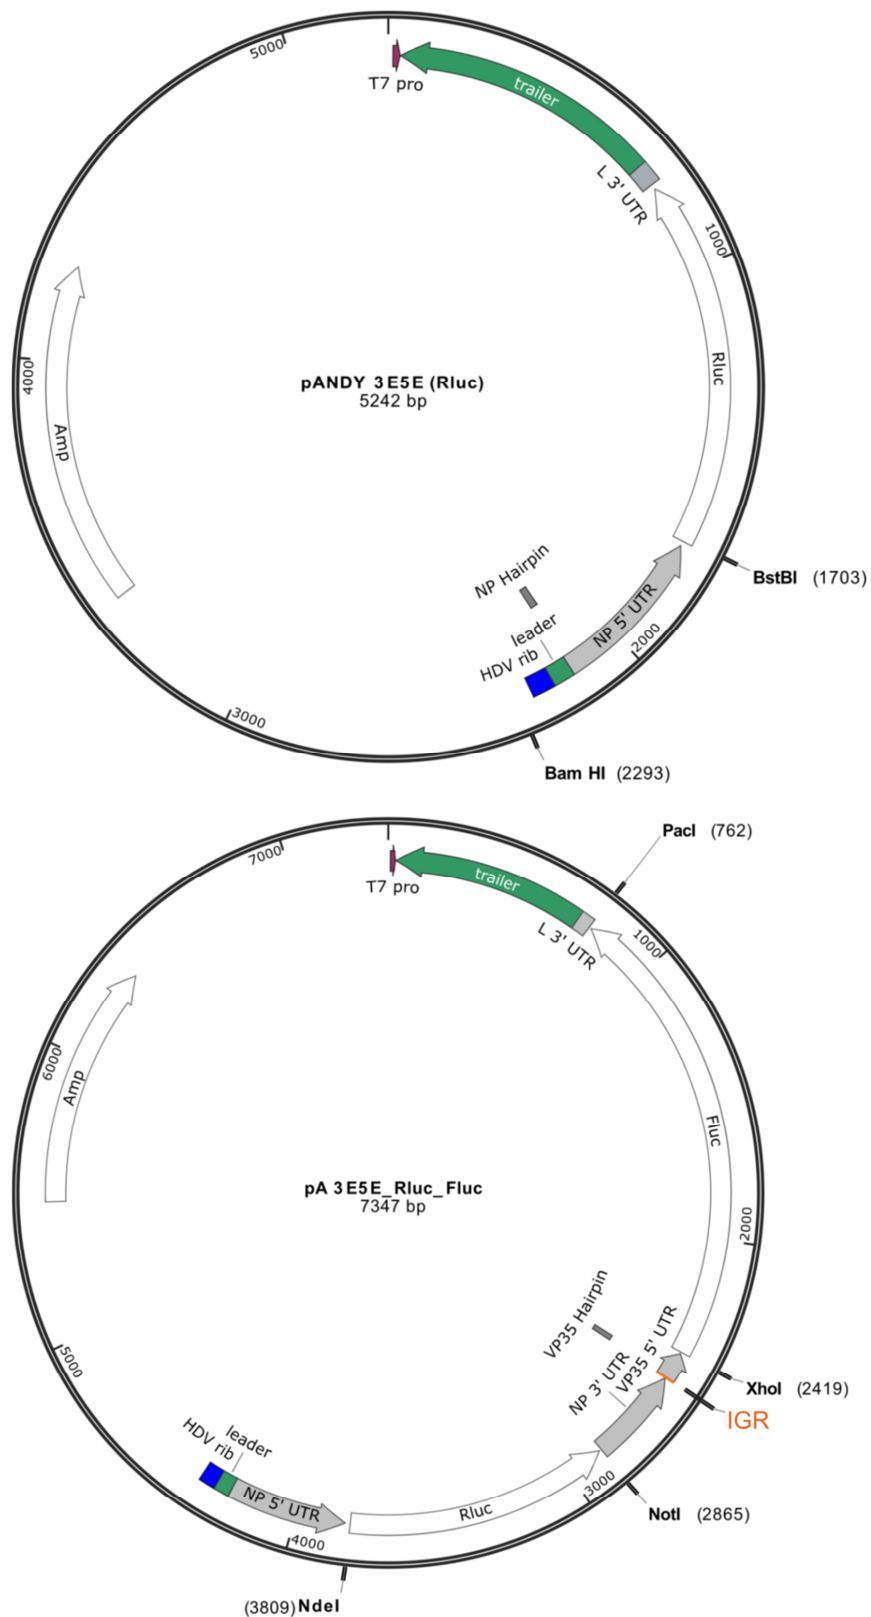 5000
T7 pro
trailer
L 3' UTR
1000
Rluc
pANDY 3E5E (Rluc)
5242 bp
4000
Amp
NP Hairpin
BstBI (1703)
leader
NP 5' UTR
2000
HDV rib
3000
Bam HI (2293)
PacI (762)
7000
T7 pro
trailer
L 3' UTR
1000
6000
Amp
Fluc
pA 3E5E_Rluc_Fluc
7347 bp
2000
VP35 Hairpin
VP35 5' UTR
NP 3' UTR
5000
XhoI (2419)
IGR
HDV rib
leader
NP 5' UTR
Rluc
3000
NotI (2865)
4000
(3809) NdeI